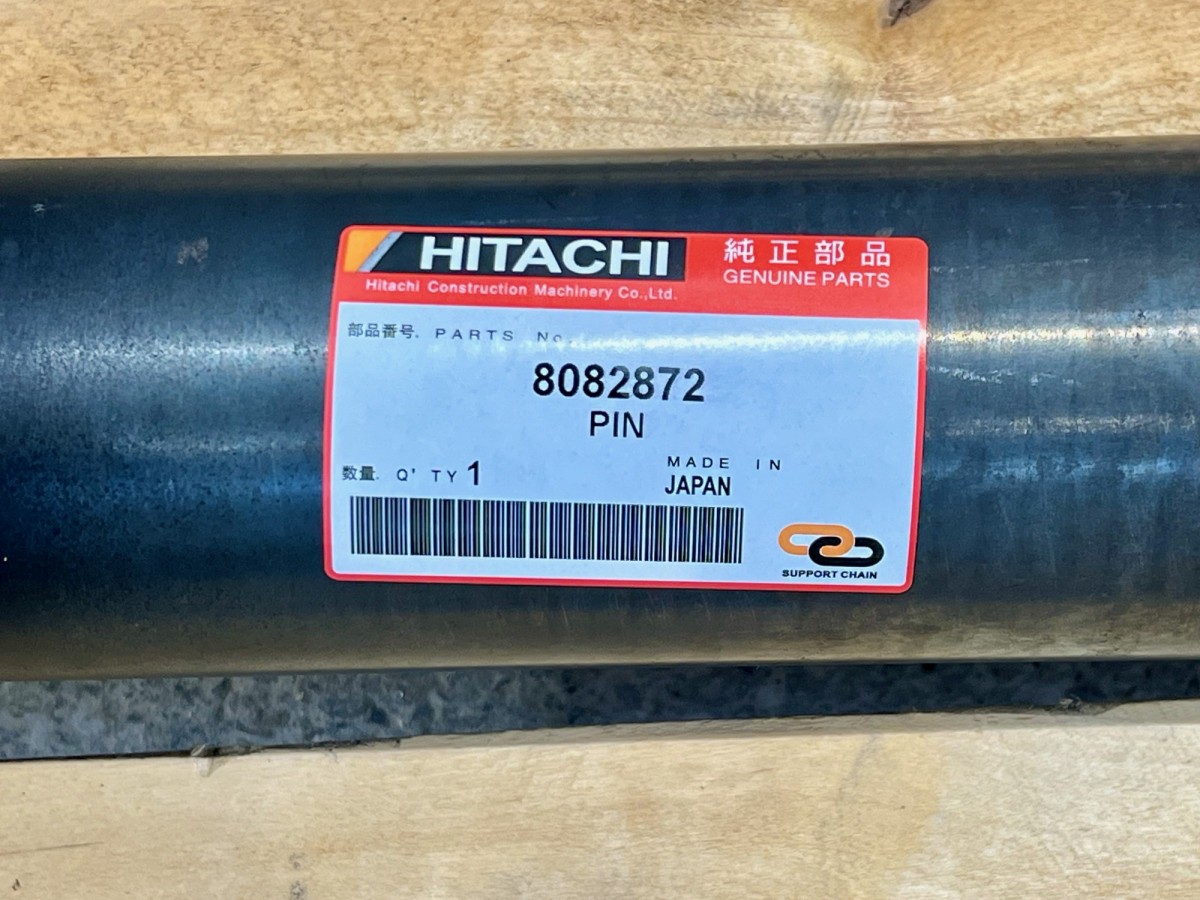 HITACHI
Hitachi Construction Machinery Co.,Ltd.
純正部品
GENUINE PARTS
部品番号. PARTS No.
8082872
PIN
数量. Q'TY 1
MADE IN
JAPAN
SUPPORT CHAIN